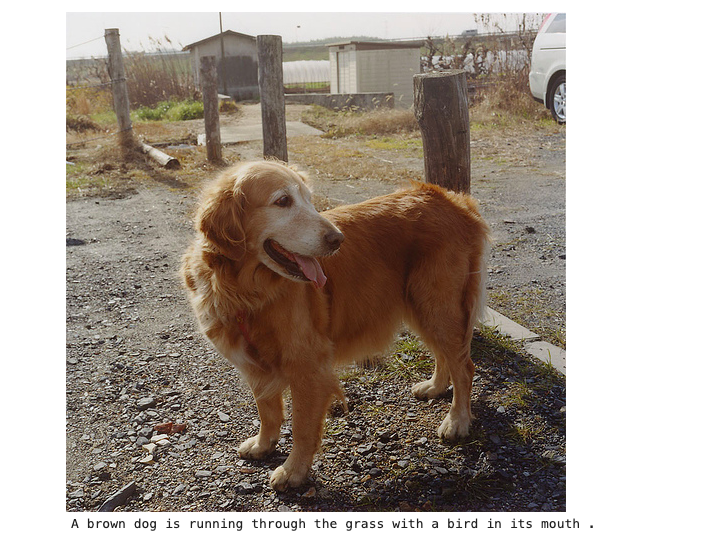 A brown dog is running through the grass with a bird in its mouth .